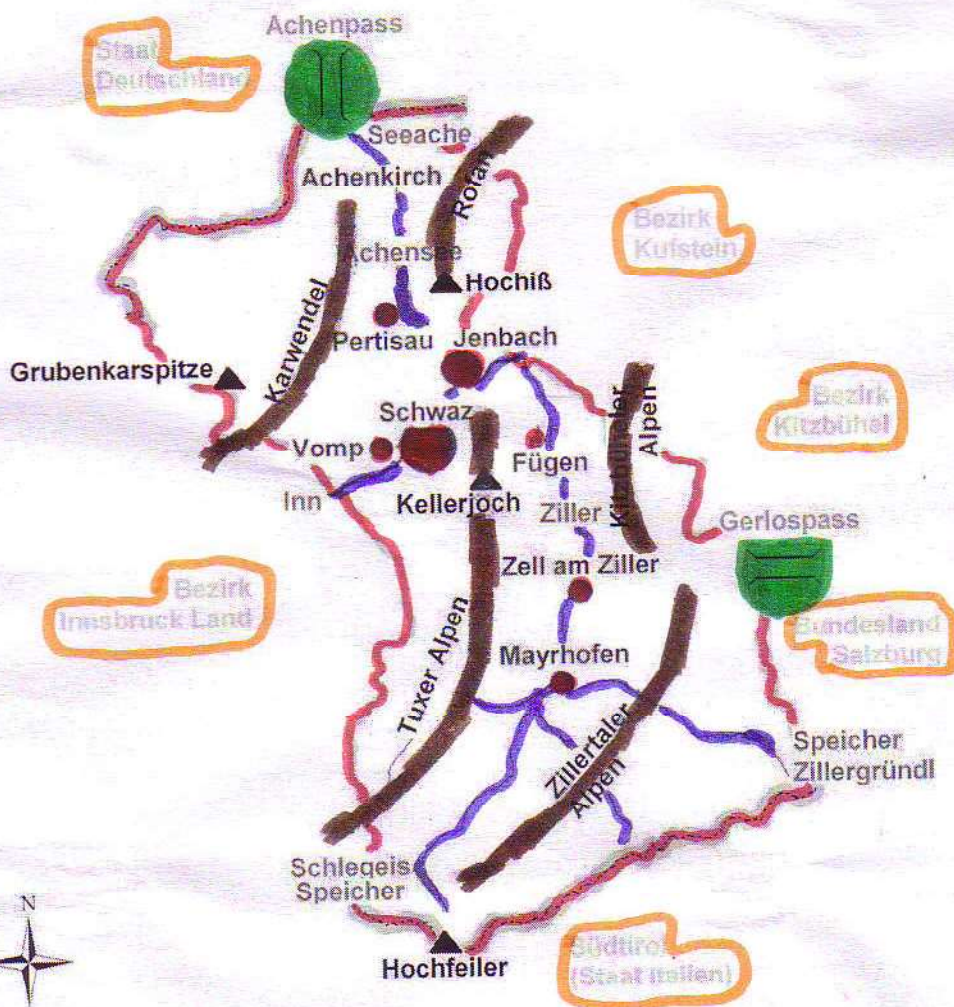 Achenpass
Staat
Deutschland
Seeache
Achenkirch
Rofan
Bezirk
Kufstein
Achensee
Hochiß
Karwendel
Pertisau
Jenbach
Grubenkarspitze
Kitzbüheler
Alpen
Bezirk
Kitzbühel
Schwaz
Vomp
Fügen
Inn
Kellerjoch
Ziller
Gerlospass
Zell am Ziller
Bezirk
Innsbruck Land
Bundesland
Salzburg
Mayrhofen
Tuxer Alpen
Zillertaler
Alpen
Speicher
Zillergründl
Schlegeis
Speicher
N
Hochfeiler
Südtirol
(Staat Italien)